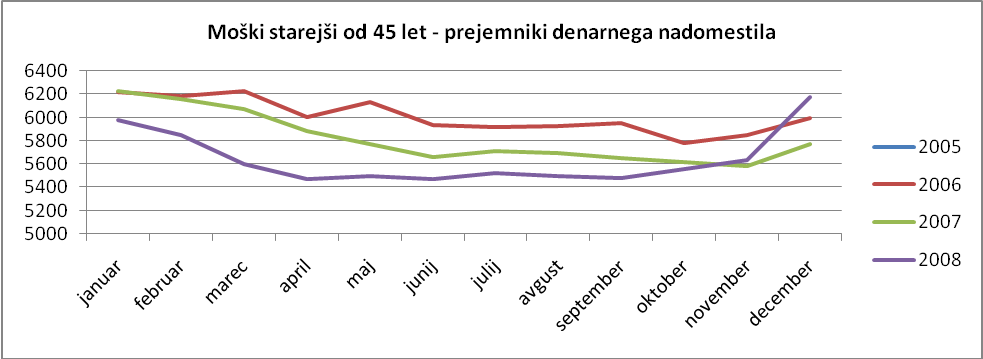 Moški starejši od 45 let - prejemniki denarnega nadomestila
6400
6200
6000
5800
5600
5400
5200
5000
januar
februar
marec
april
maj
junij
julij
avgust
september
oktober
november
december
2005
2006
2007
2008